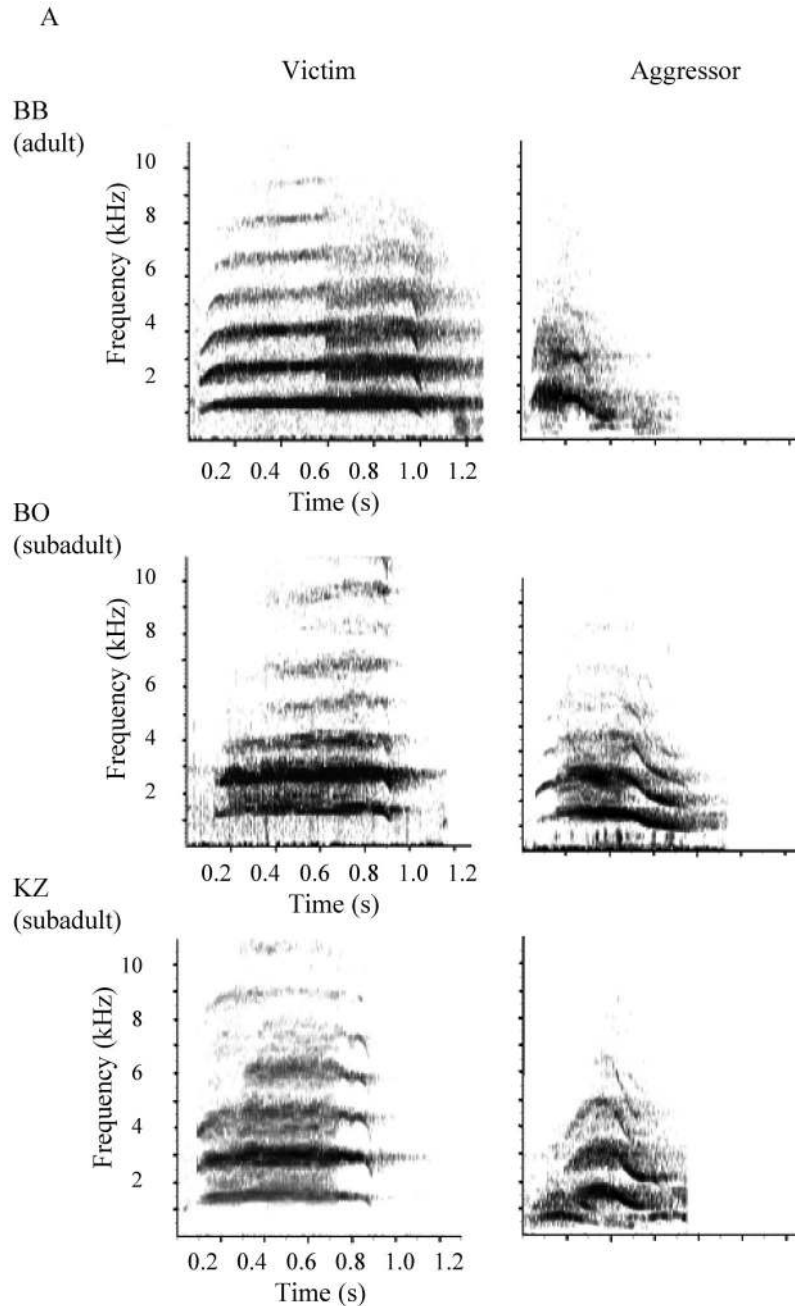 A
Victim
Aggressor
BB
(adult)
10
8
6
4
2
Frequency (kHz)
0.2 0.4 0.6 0.8 1.0 1.2
Time (s)
BO
(subadult)
10
8
6
4
2
Frequency (kHz)
0.2 0.4 0.6 0.8 1.0 1.2
Time (s)
KZ
(subadult)
10
8
6
4
2
Frequency (kHz)
0.2 0.4 0.6 0.8 1.0 1.2
Time (s)